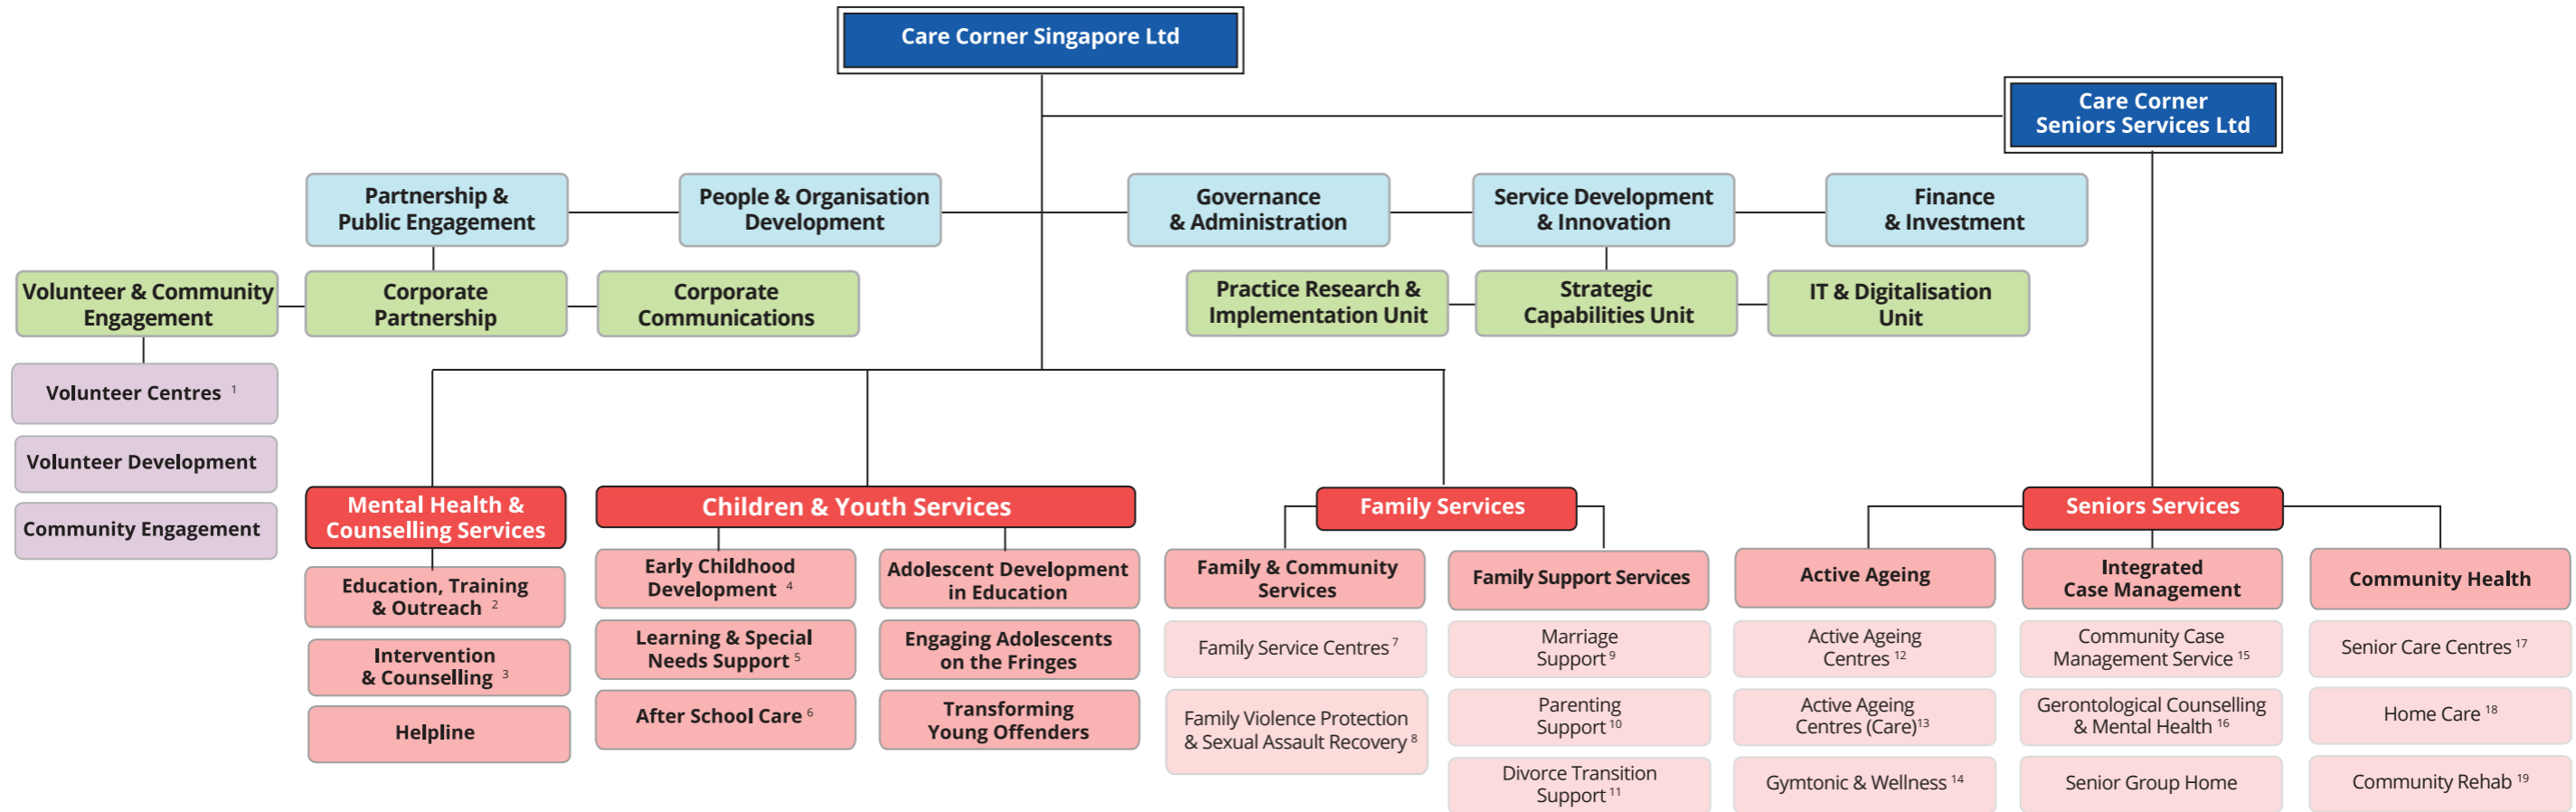 Care Corner Singapore Ltd
Care Corner
Seniors Services Ltd
Partnership &
Public Engagement
People & Organisation
Development
Governance
& Administration
Service Development
& Innovation
Finance
& Investment
Volunteer & Community
Engagement
Corporate
Partnership
Corporate
Communications
Practice Research &
Implementation Unit
Strategic
Capabilities Unit
IT & Digitalisation
Unit
Volunteer Centres 1
Volunteer Development
Community Engagement
Mental Health &
Counselling Services
Education, Training
& Outreach 2
Intervention
& Counselling 3
Helpline
Children & Youth Services
Early Childhood
Development 4
Learning & Special
Needs Support 5
After School Care 6
Adolescent Development
in Education
Engaging Adolescents
on the Fringes
Transforming
Young Offenders
Family Services
Family & Community
Services
Family Service Centres 7
Family Violence Protection
& Sexual Assault Recovery 8
Family Support Services
Marriage
Support 9
Parenting
Support 10
Divorce Transition
Support 11
Seniors Services
Active Ageing
Active Ageing
Centres 12
Active Ageing
Centres (Care) 13
Gymtonic & Wellness 14
Integrated
Case Management
Community Case
Management Service 15
Gerontological Counselling
& Mental Health 16
Senior Group Home
Community Health
Senior Care Centres 17
Home Care 18
Community Rehab 19